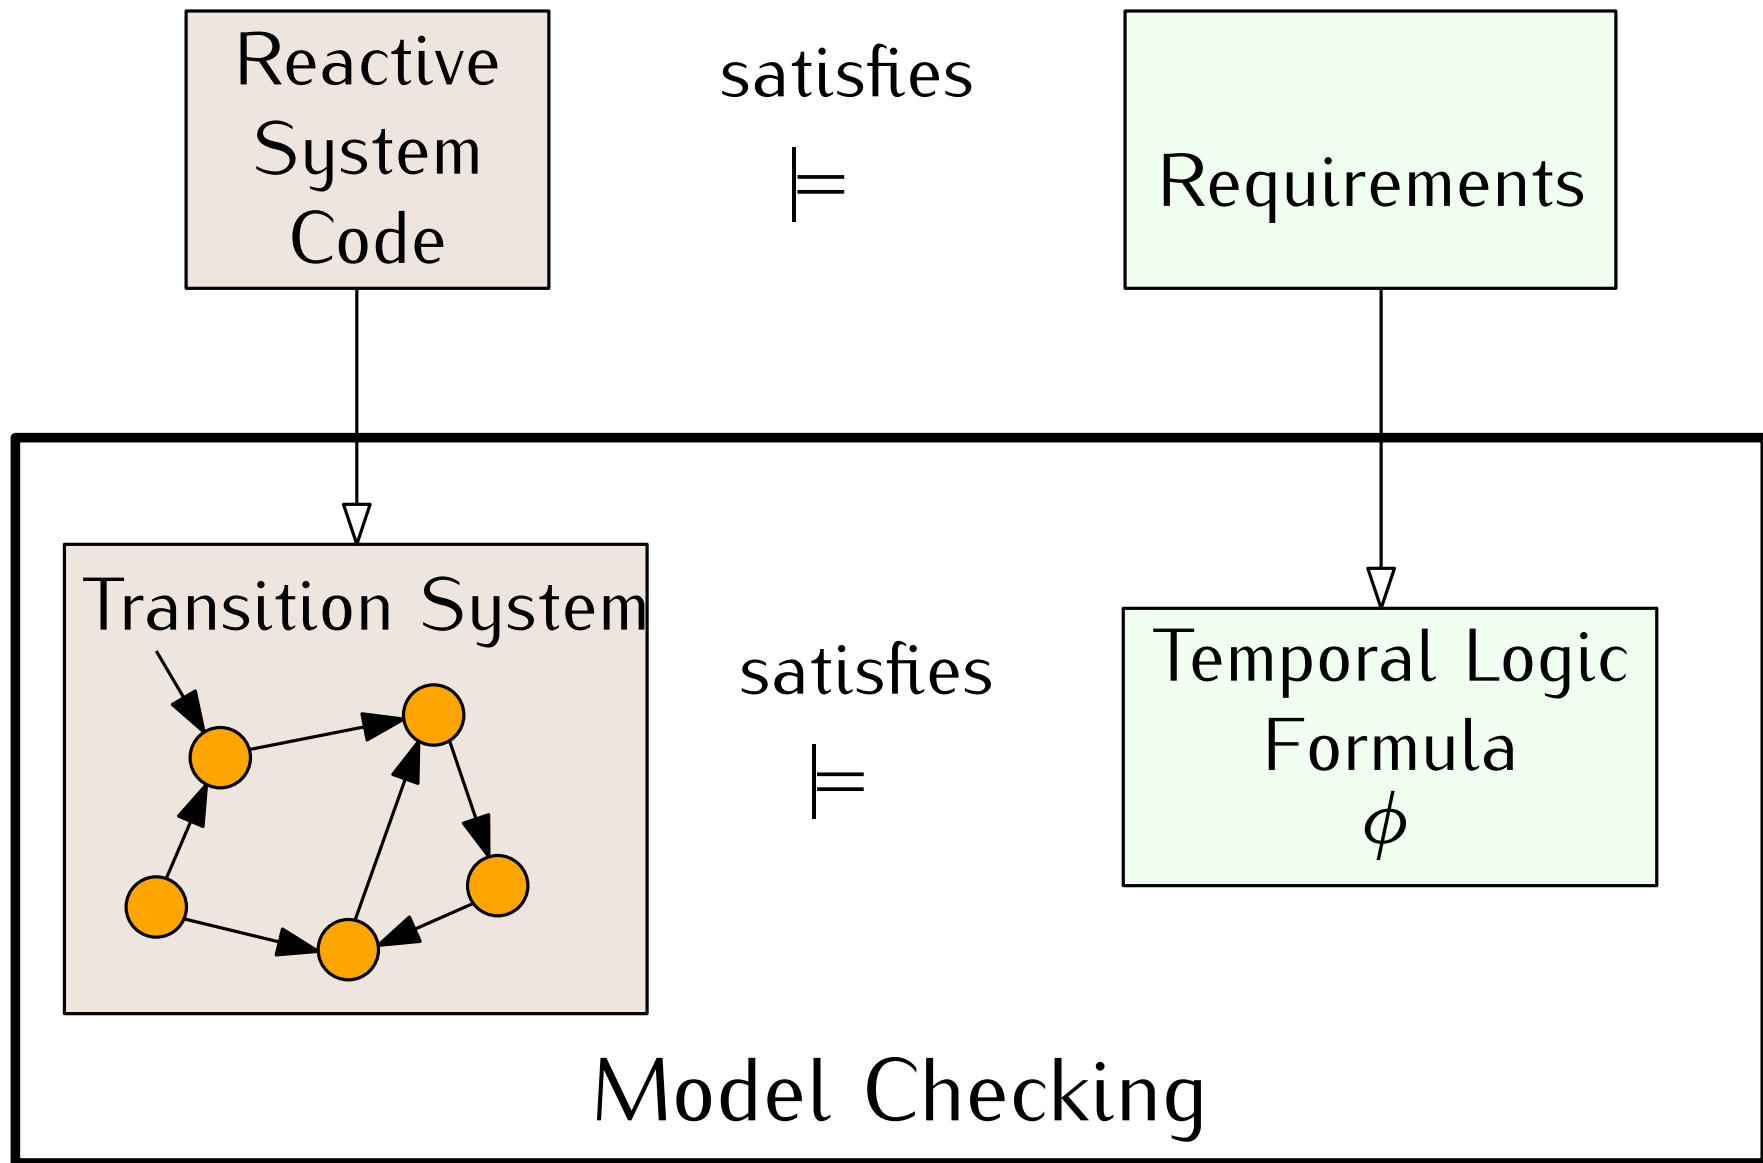 Reactive
System
Code
satisfies
⊨
Requirements
Transition System
satisfies
⊨
Temporal Logic
Formula
ϕ
Model Checking